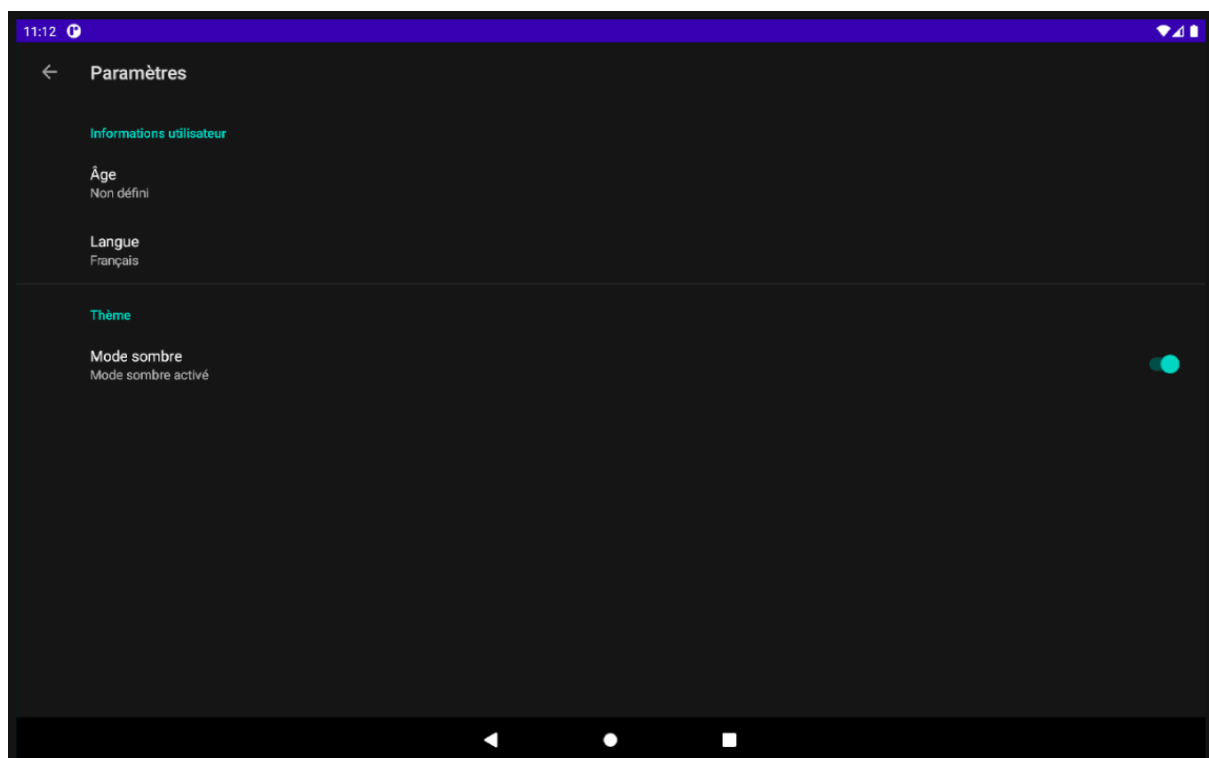 11:12
Paramètres
Informations utilisateur
Âge
Non défini
Langue
Français
Thème
Mode sombre
Mode sombre activé